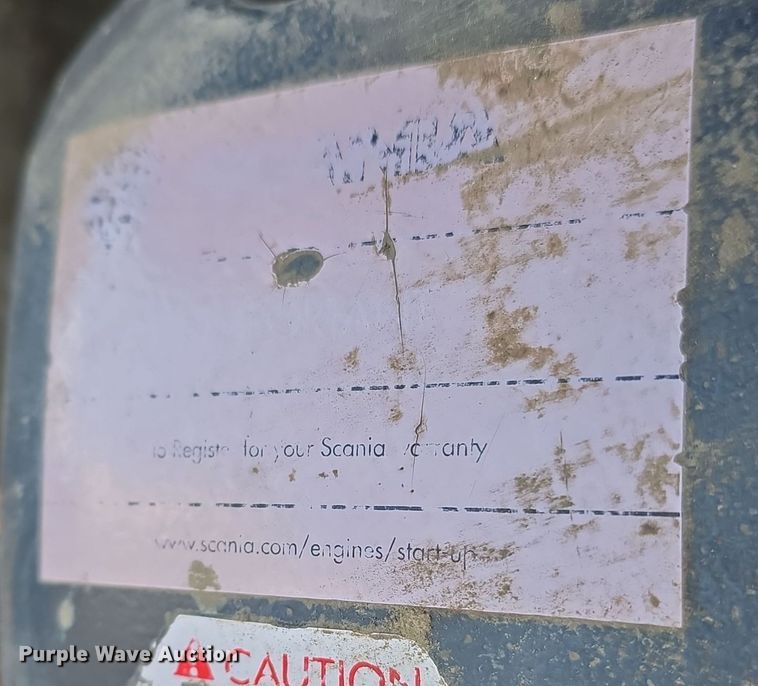 to Register for your Scania warranty
www.scania.com/engines/start-up
Purple Wave Auction
CAUTION